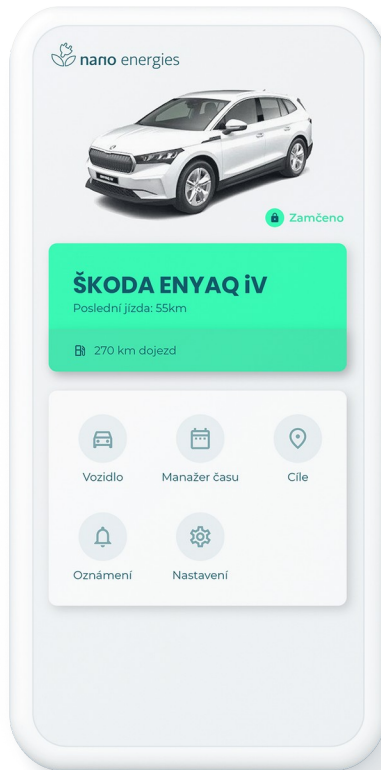 nano energies
Zamčeno
ŠKODA ENYAQ iV
Poslední jízda: 55km
270 km dojezd
Vozidlo Manažer času Cíle
Oznámení Nastavení